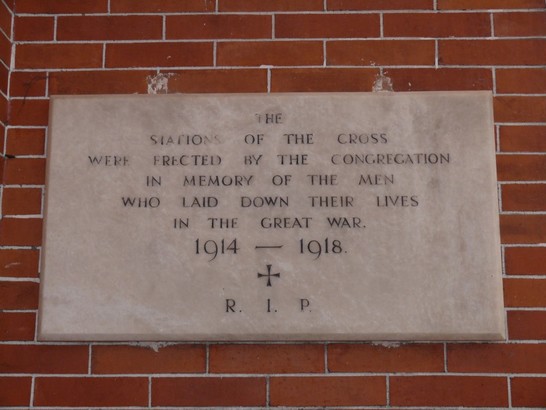 THE
STATIONS OF THE CROSS
WERE ERECTED BY THE CONGREGATION
IN MEMORY OF THE MEN
WHO LAID DOWN THEIR LIVES
IN THE GREAT WAR.
1914 — 1918.
R. I. P.